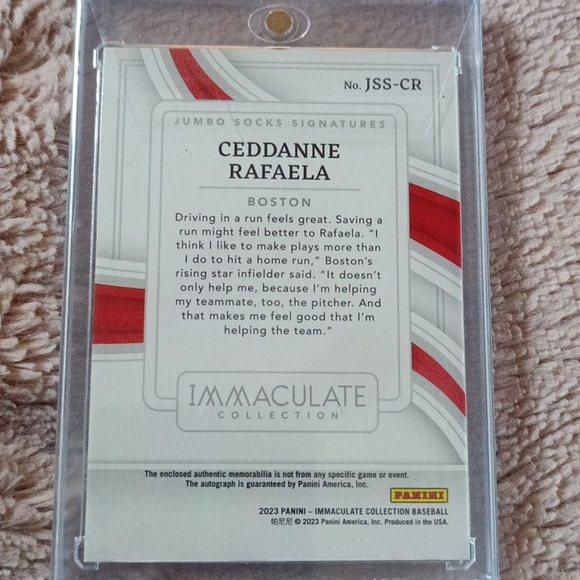 No. JSS-CR
JUMBO SOCKS SIGNATURES
CEDDANNE
RAFAELA
BOSTON
Driving in a run feels great. Saving a
run might feel better to Rafaela. “I
think I like to make plays more than
I do to hit a home run,” Boston’s
rising star infielder said. “It doesn’t
only help me, because I’m helping
my teammate, too, the pitcher. And
that makes me feel good that I’m
helping the team.”
IMMACULATE
COLLECTION
The enclosed authentic memorabilia is not from any specific game or event.
The autograph is guaranteed by Panini America, Inc.
PANINI
2023 PANINI – IMMACULATE COLLECTION BASEBALL
帕尼尼 © 2023 Panini America, Inc. Produced in the USA.